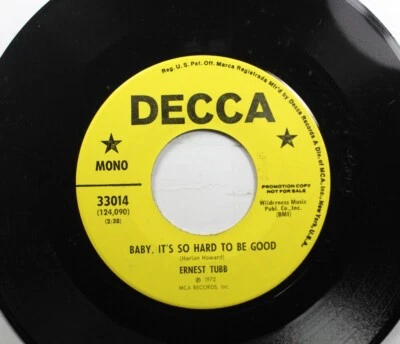 Reg. U.S. Pat. Off. Marca Registrada Mfr'd by Decca Records, A Div. of MCA, Inc., New York, U.S.A.
DECCA
MONO
33014
(124,090)
(2:38)
PROMOTION COPY
NOT FOR SALE
Wilderness Music
Publ. Co., Inc.
(BMI)
BABY, IT'S SO HARD TO BE GOOD
(Harlan Howard)
ERNEST TUBB
℗ 1972
MCA RECORDS, Inc.